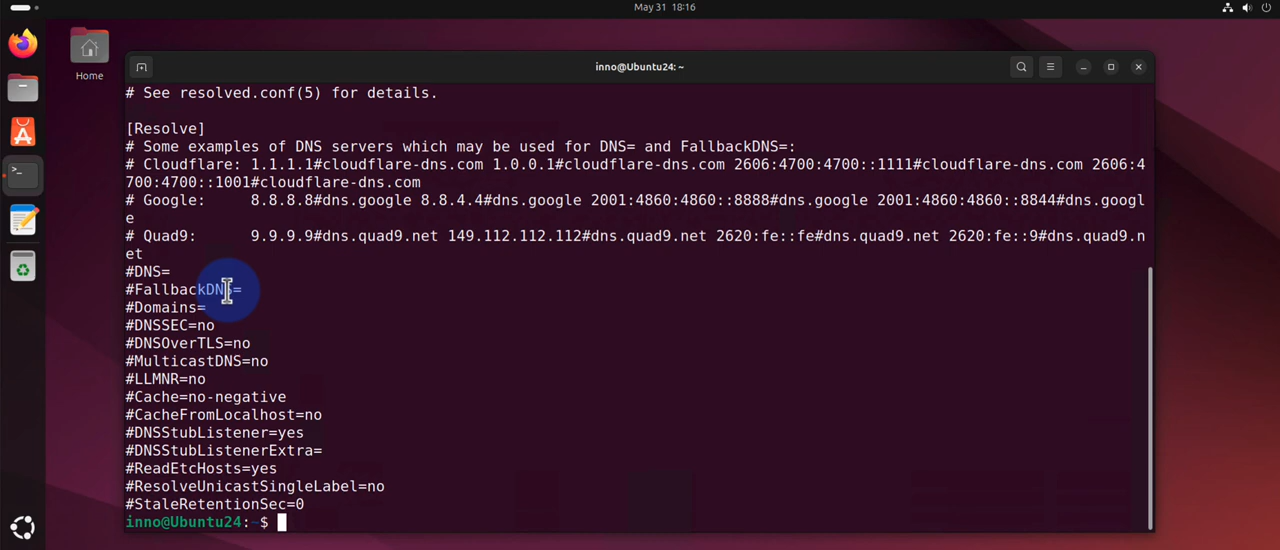 May 31 18:16
Home
inno@Ubuntu24: ~
# See resolved.conf(5) for details.
[Resolve]
# Some examples of DNS servers which may be used for DNS= and FallbackDNS=:
# Cloudflare: 1.1.1.1#cloudflare-dns.com 1.0.0.1#cloudflare-dns.com 2606:4700:4700::1111#cloudflare-dns.com 2606:4
700:4700::1001#cloudflare-dns.com
# Google:     8.8.8.8#dns.google 8.8.4.4#dns.google 2001:4860:4860::8888#dns.google 2001:4860:4860::8844#dns.googl
e
# Quad9:      9.9.9.9#dns.quad9.net 149.112.112.112#dns.quad9.net 2620:fe::fe#dns.quad9.net 2620:fe::9#dns.quad9.n
et
#DNS=
#FallbackDNS=
#Domains=
#DNSSEC=no
#DNSOverTLS=no
#MulticastDNS=no
#LLMNR=no
#Cache=no-negative
#CacheFromLocalhost=no
#DNSStubListener=yes
#DNSStubListenerExtra=
#ReadEtcHosts=yes
#ResolveUnicastSingleLabel=no
#StaleRetentionSec=0
inno@Ubuntu24:~$